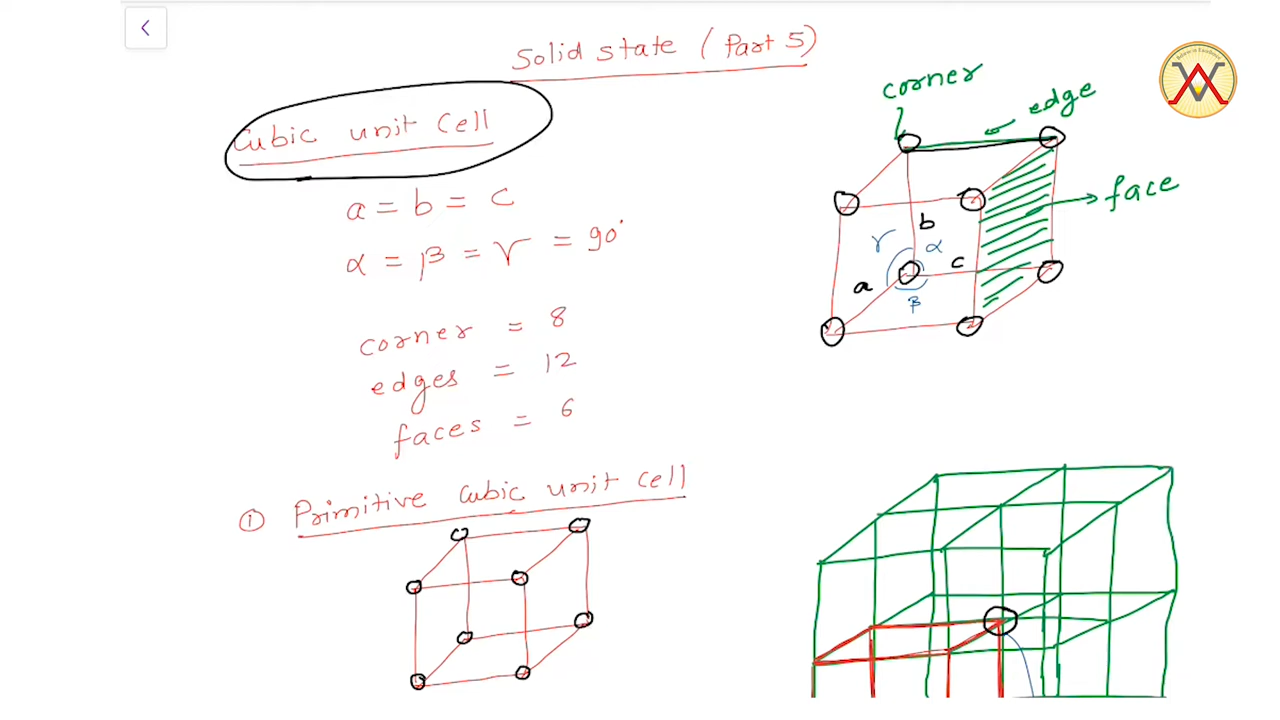 Solid state (Part 5)
Cubic unit cell
a = b = c
α = β = γ = 90°
corner = 8
edges = 12
faces = 6
① Primitive cubic unit cell
corner
edge
face
b
γ
α
c
a
β